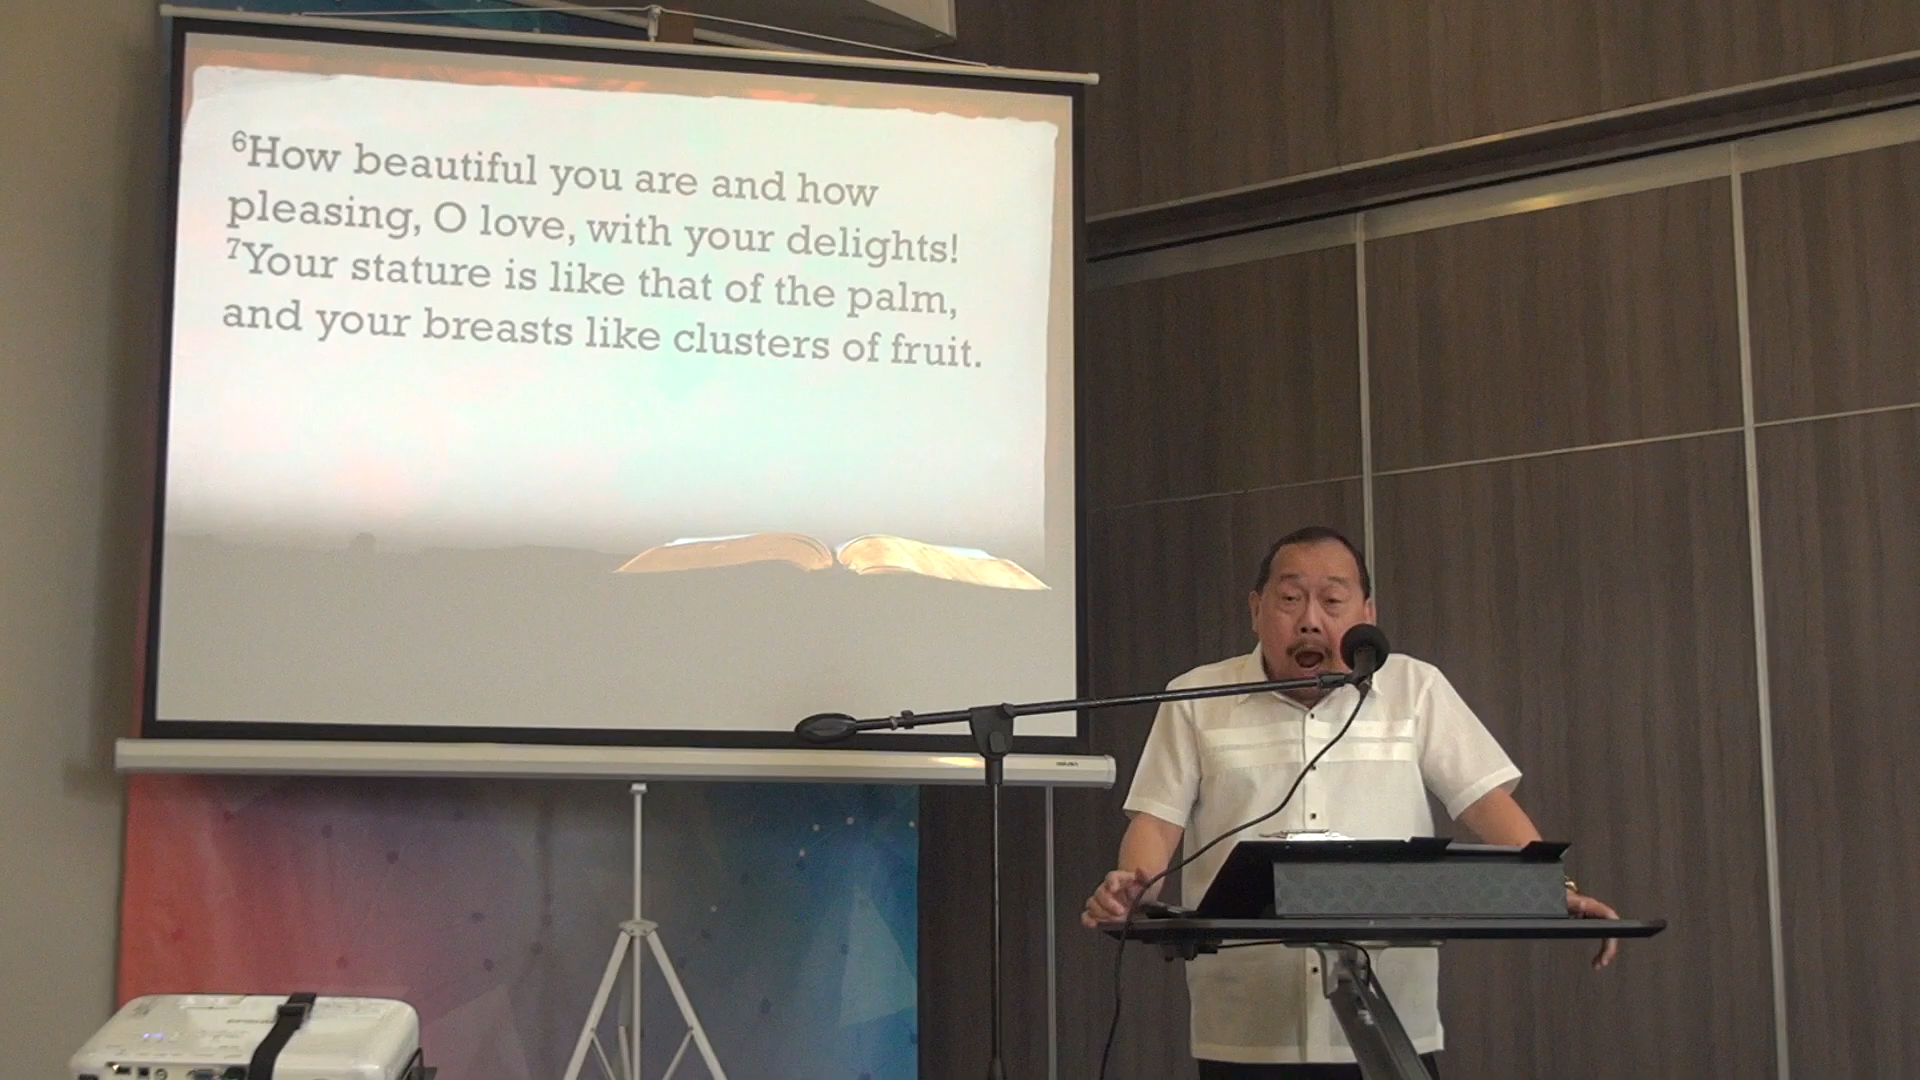 ⁶How beautiful you are and how
pleasing, O love, with your delights!
⁷Your stature is like that of the palm,
and your breasts like clusters of fruit.